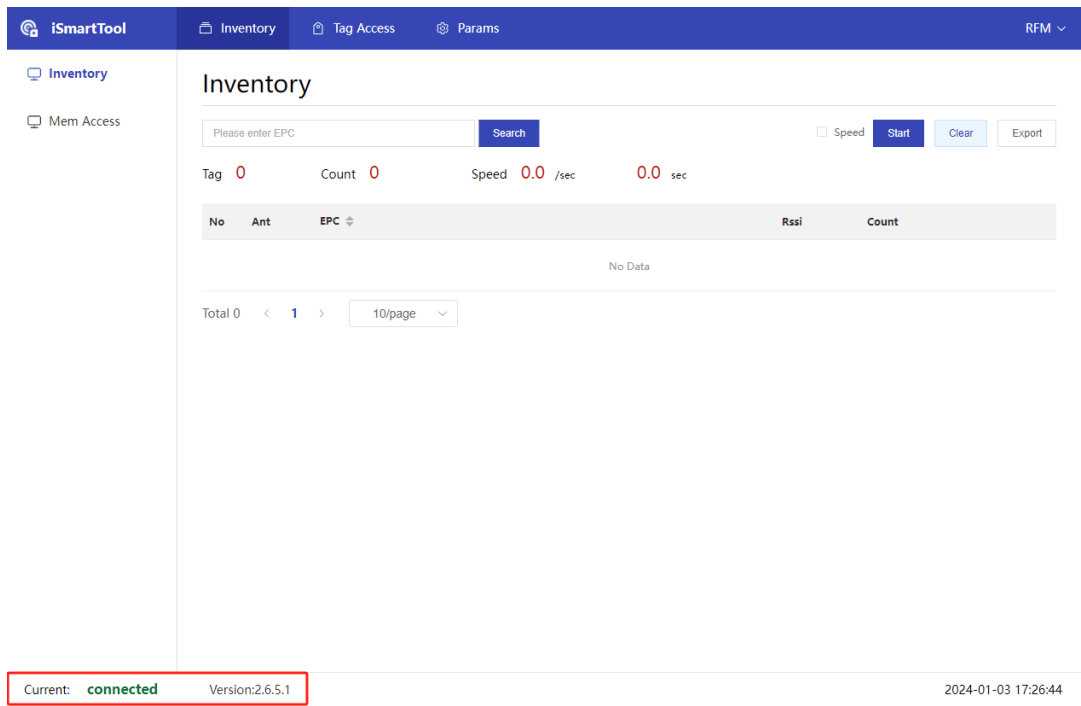 iSmartTool Inventory Tag Access Params RFM
Inventory
Mem Access
Inventory
Please enter EPC Search Speed Start Clear Export
Tag 0 Count 0 Speed 0.0 /sec 0.0 sec
No Ant EPC Rssi Count
No Data
Total 0 < 1 > 10/page
Current: connected Version:2.6.5.1 2024-01-03 17:26:44